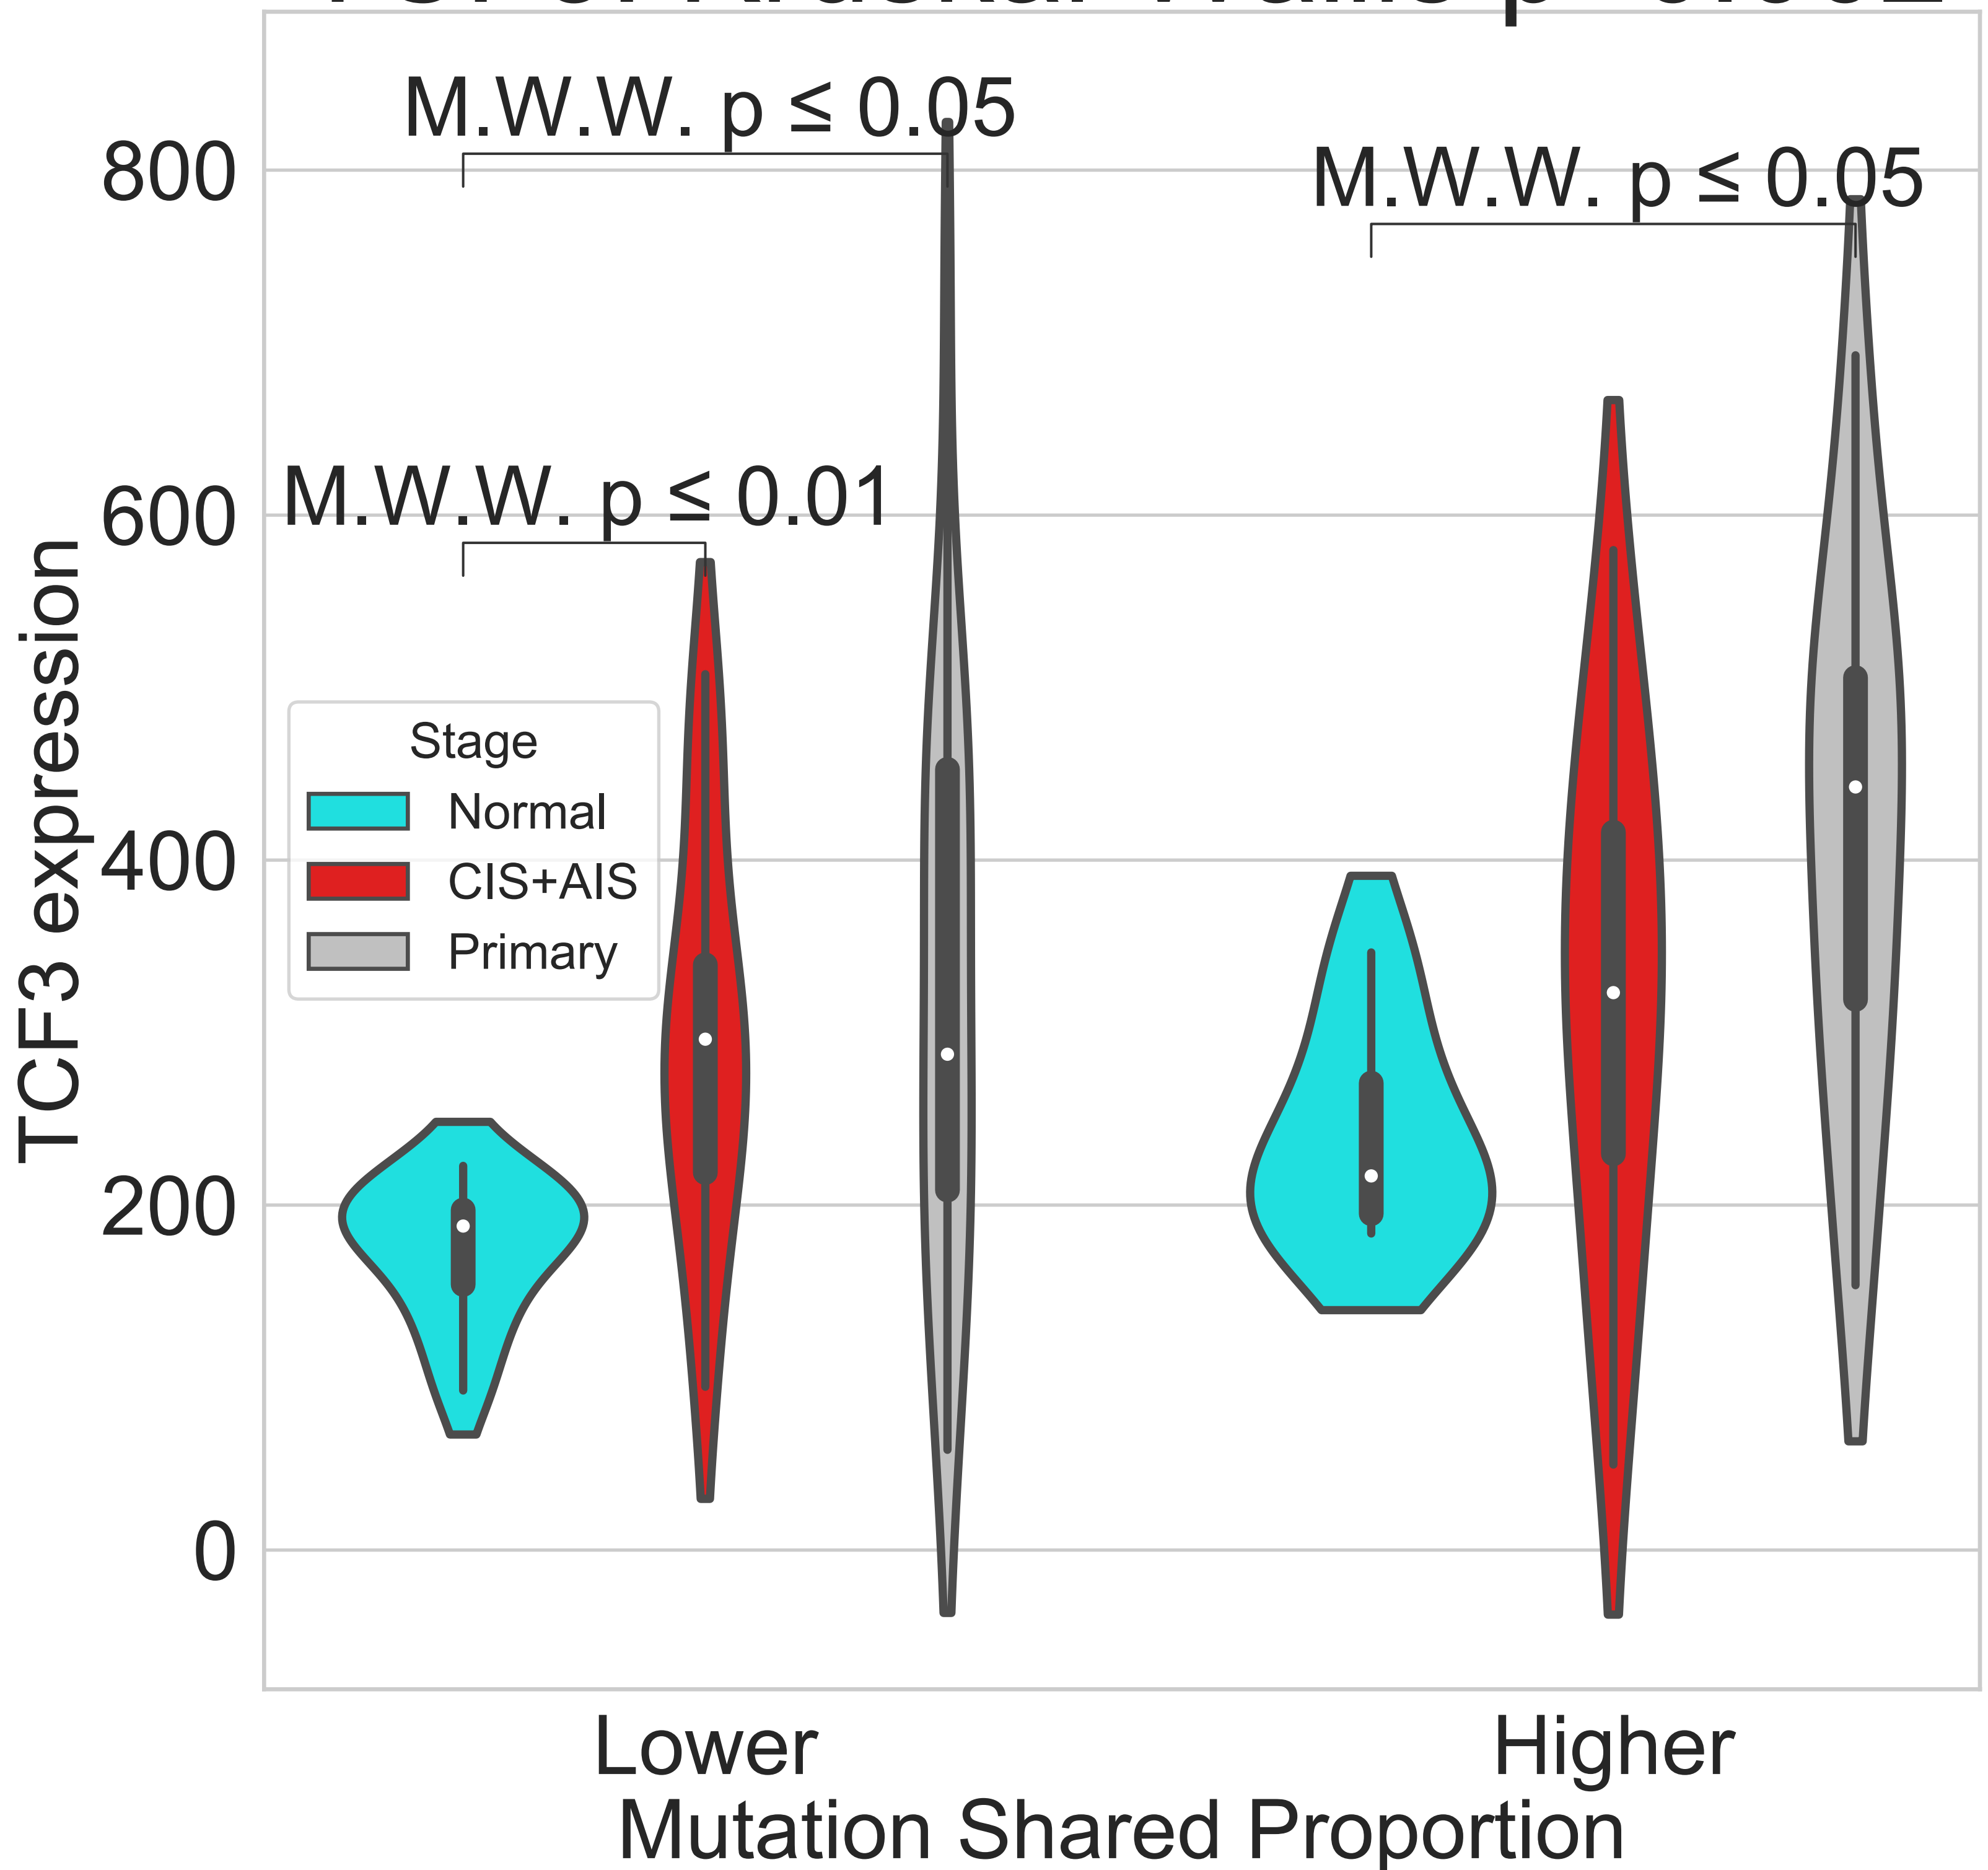 M.W.W. p ≤ 0.05
M.W.W. p ≤ 0.05
M.W.W. p ≤ 0.01
800
600
400
200
0
TCF3 expression
Stage
Normal
CIS+AIS
Primary
Lower
Higher
Mutation Shared Proportion